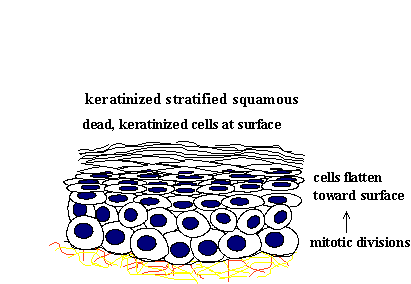 keratinized stratified squamous
dead, keratinized cells at surface
cells flatten
toward surface
mitotic divisions